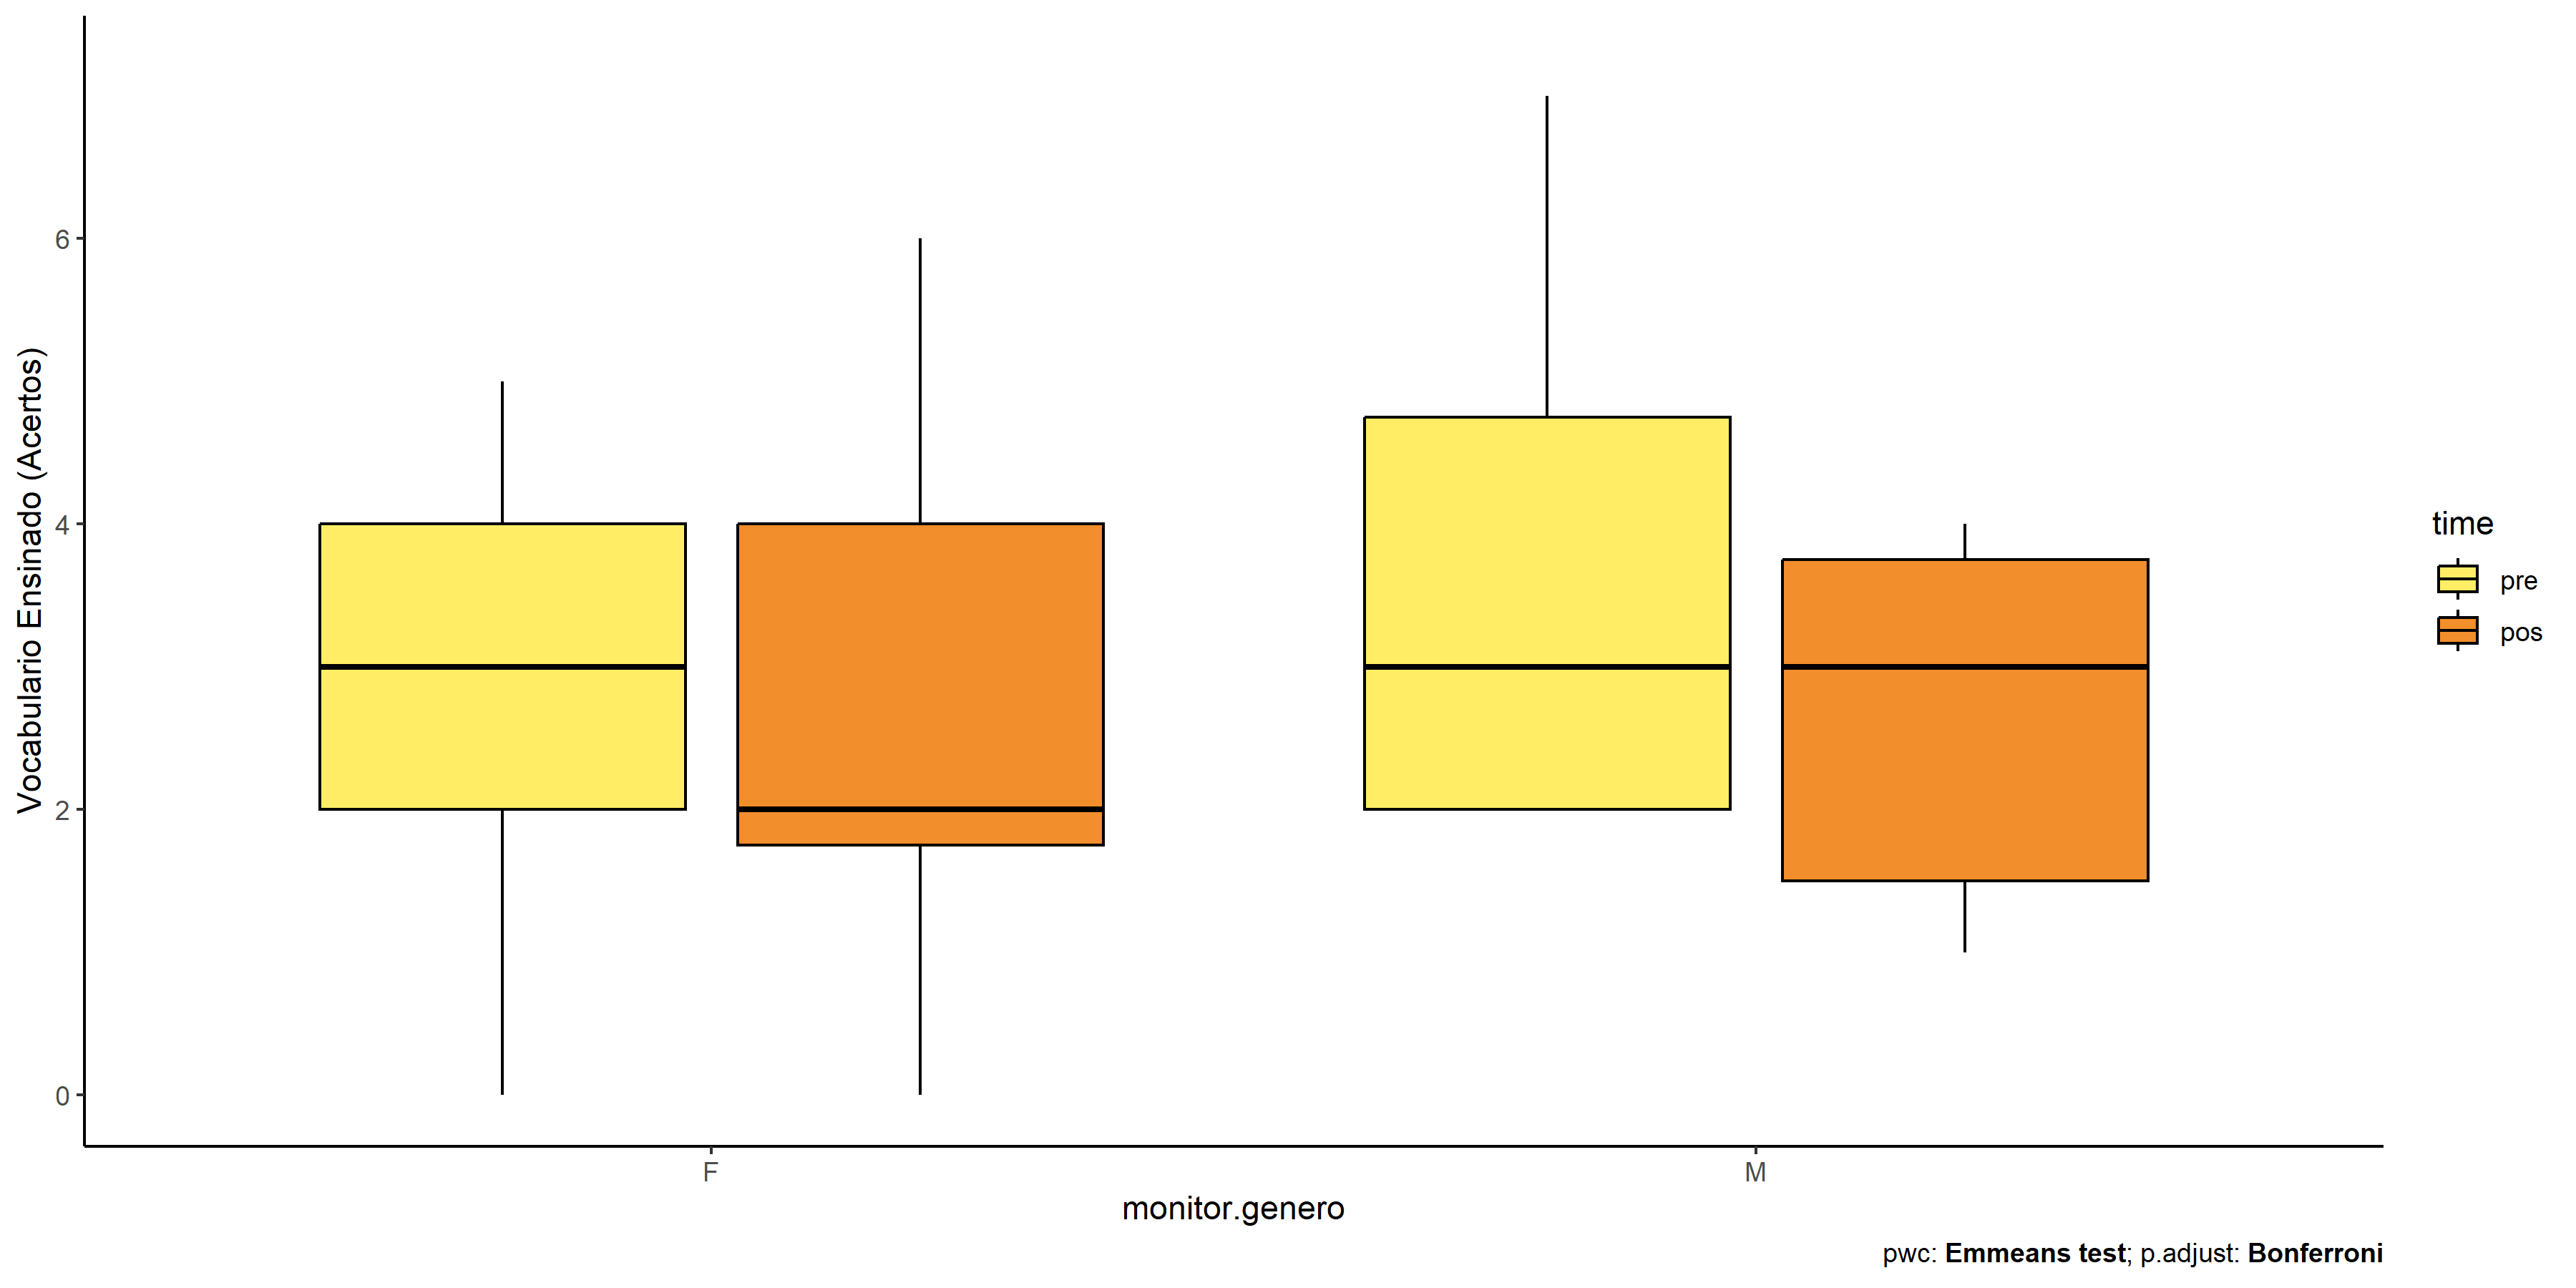 Vocabulario Ensinado (Acertos)
6
4
2
0
F
M
monitor.genero
time
pre
pos
pwc: Emmeans test; p.adjust: Bonferroni